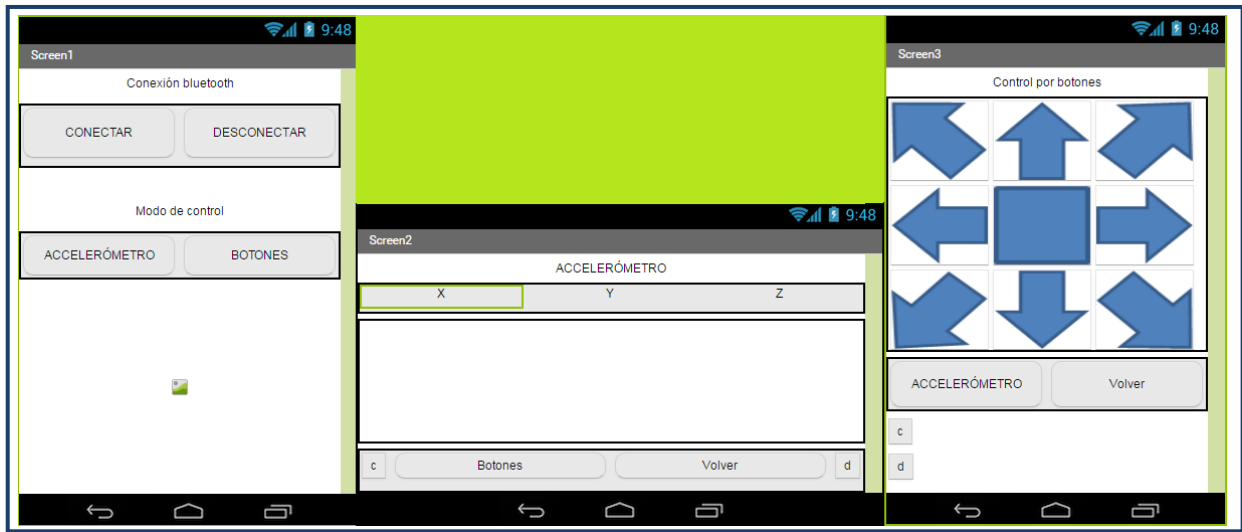 9:48
Screen1
Conexión bluetooth
CONECTAR DESCONECTAR
Modo de control
ACCELERÓMETRO BOTONES
9:48
Screen2
ACCELERÓMETRO
X Y Z
c Botones Volver d
9:48
Screen3
Control por botones
ACCELERÓMETRO Volver
c
d